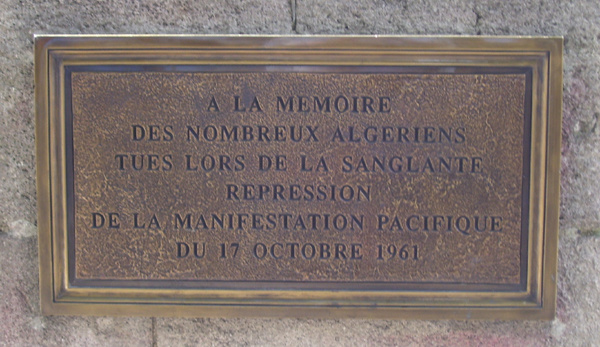 A LA MEMOIRE
DES NOMBREUX ALGERIENS
TUES LORS DE LA SANGLANTE
REPRESSION
DE LA MANIFESTATION PACIFIQUE
DU 17 OCTOBRE 1961